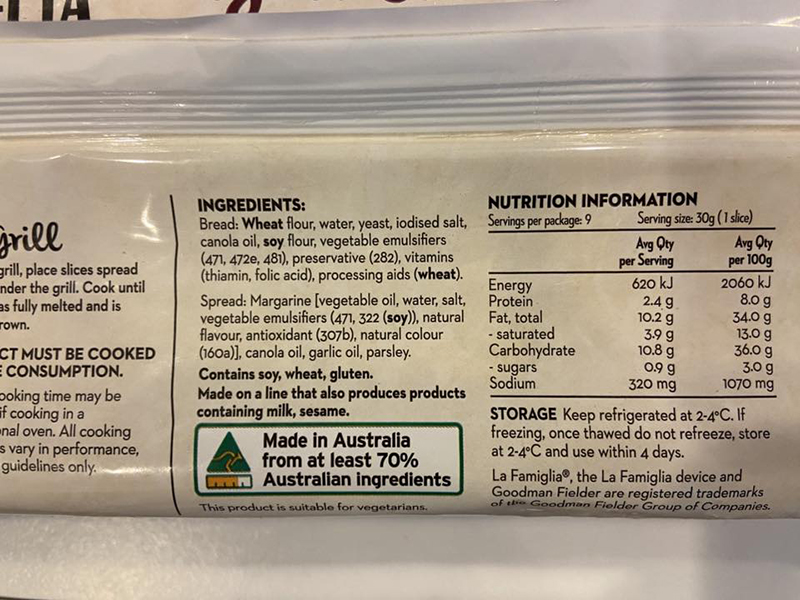 grill
grill, place slices spread
under the grill. Cook until
as fully melted and is
MUST BE COOKED
CONSUMPTION.
cooking time may be
if cooking in a
oven. All cooking
vary in performance,
guidelines only.
INGREDIENTS:
Bread: Wheat flour, water, yeast, iodised salt,
canola oil, soy flour, vegetable emulsifiers
(471, 472e, 481), preservative (282), vitamins
(thiamin, folic acid), processing aids (wheat).
Spread: Margarine [vegetable oil, water, salt,
vegetable emulsifiers (471, 322 (soy)), natural
flavour, antioxidant (307b), natural colour
(160a)], canola oil, garlic oil, parsley.
Contains soy, wheat, gluten.
Made on a line that also produces products
containing milk, sesame.
Made in Australia
from at least 70%
Australian ingredients
This product is suitable for vegetarians.
NUTRITION INFORMATION
Servings per package: 9 Serving size: 30g (1 slice)
Avg Qty Avg Qty
per Serving per 100g
Energy 620 kJ 2060 kJ
Protein 2.4 g 8.0 g
Fat, total 10.2 g 34.0 g
- saturated 3.9 g 13.0 g
Carbohydrate 10.8 g 36.0 g
- sugars 0.9 g 3.0 g
Sodium 320 mg 1070 mg
STORAGE Keep refrigerated at 2-4°C. If
freezing, once thawed do not refreeze, store
at 2-4°C and use within 4 days.
La Famiglia®, the La Famiglia device and
Goodman Fielder are registered trademarks
of the Goodman Fielder Group of Companies.